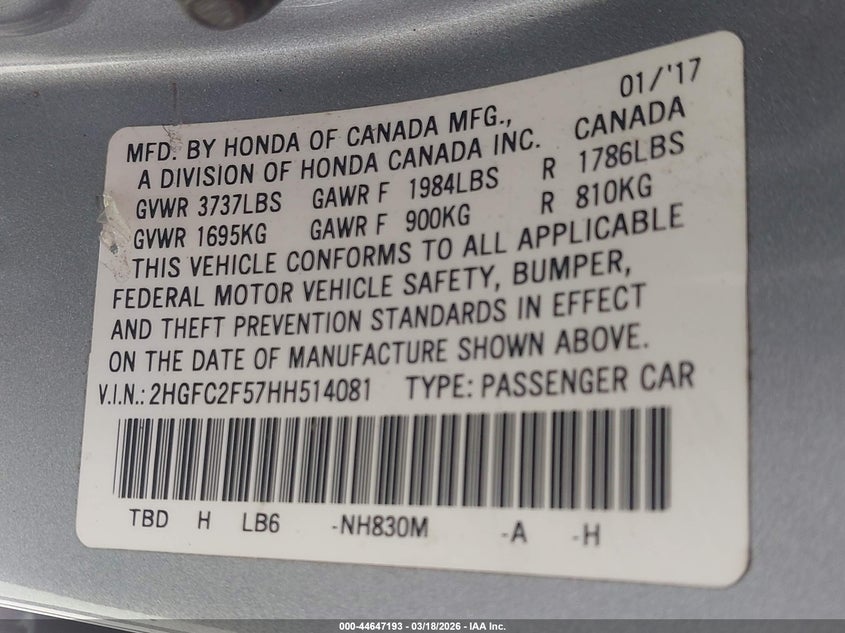 01/'17
MFD. BY HONDA OF CANADA MFG.,
A DIVISION OF HONDA CANADA INC. CANADA
GVWR 3737LBS GAWR F 1984LBS R 1786LBS
GVWR 1695KG GAWR F 900KG R 810KG
THIS VEHICLE CONFORMS TO ALL APPLICABLE
FEDERAL MOTOR VEHICLE SAFETY, BUMPER,
AND THEFT PREVENTION STANDARDS IN EFFECT
ON THE DATE OF MANUFACTURE SHOWN ABOVE.
V.I.N.: 2HGFC2F57HH514081 TYPE: PASSENGER CAR
TBD H LB6 -NH830M -A -H
000-44647193 - 03/18/2026 - IAA Inc.